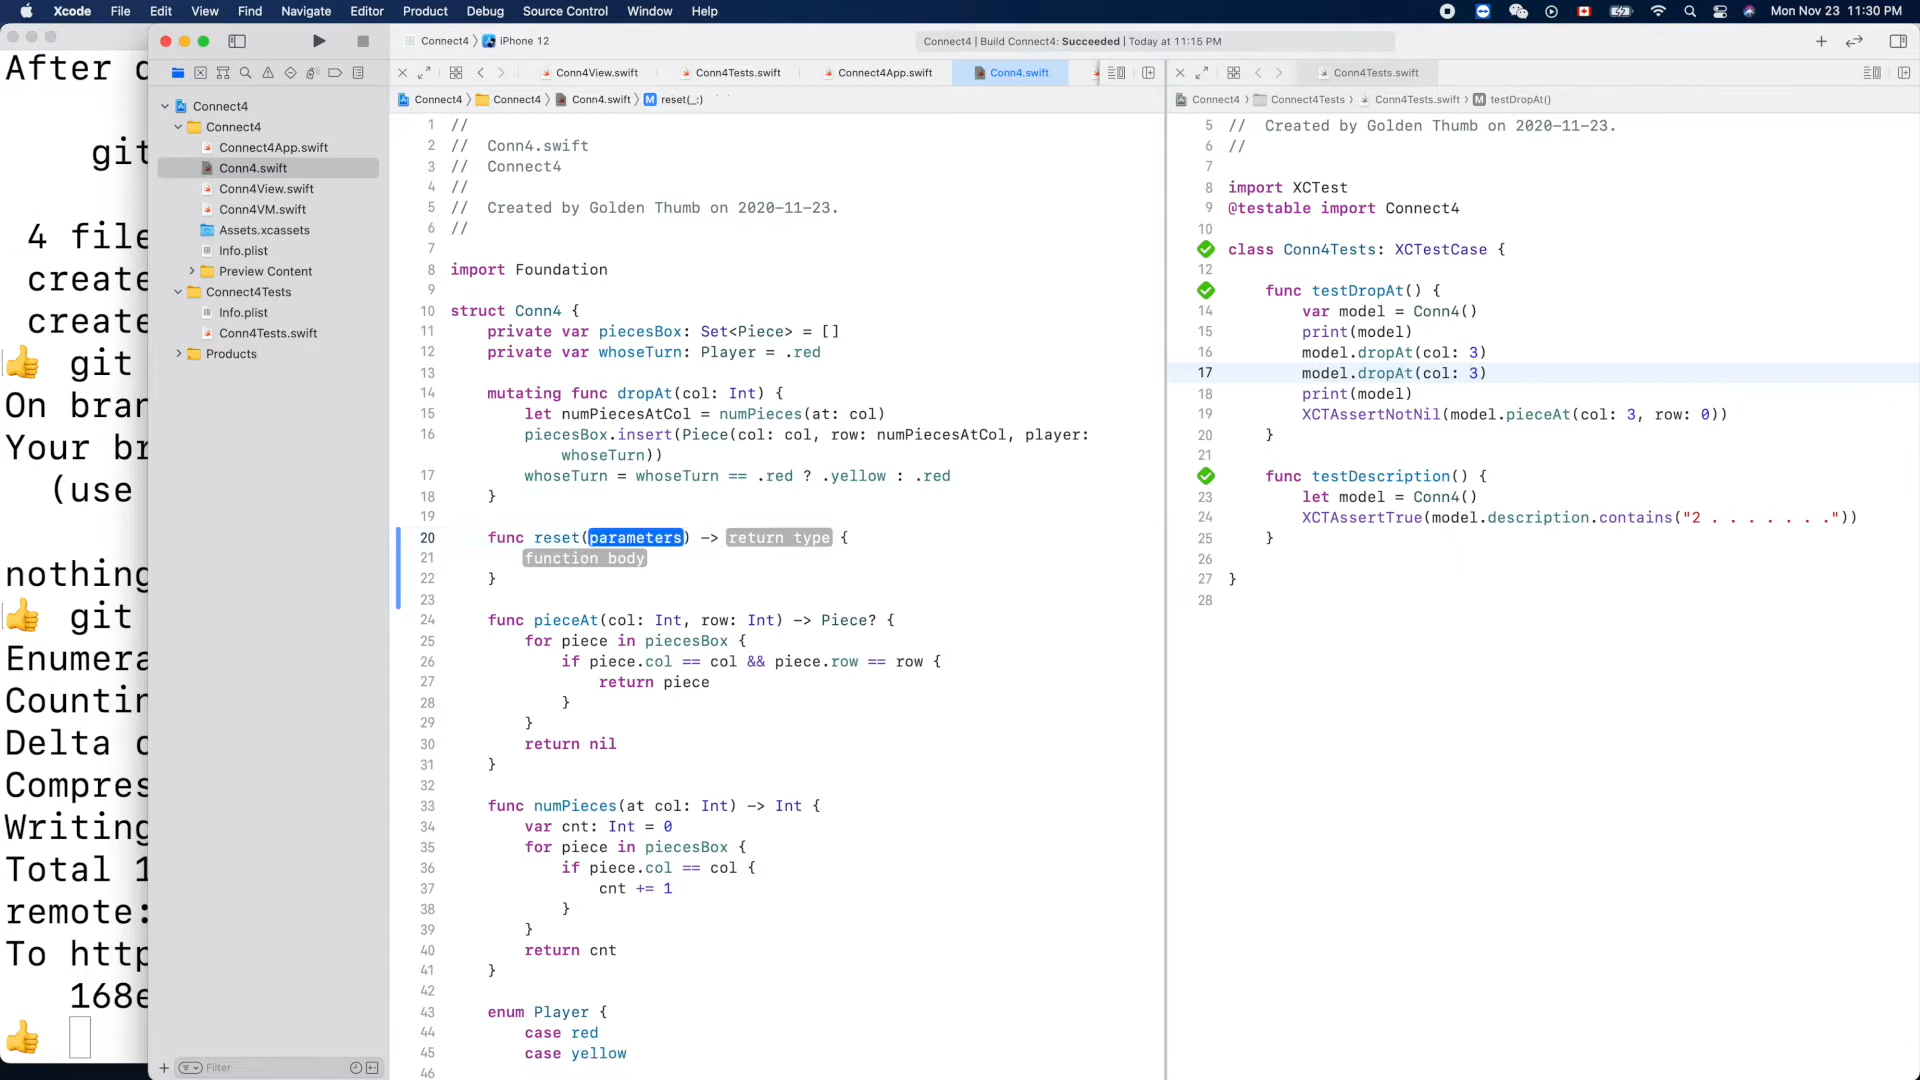 Xcode File Edit View Find Navigate Editor Product Debug Source Control Window Help Mon Nov 23 11:30 PM
Connect4 iPhone 12 Connect4 | Build Connect4: Succeeded | Today at 11:15 PM
Conn4View.swift Conn4Tests.swift Connect4App.swift Conn4.swift Conn4Tests.swift
Connect4 Connect4 Conn4.swift M reset(_:) Connect4 Connect4Tests Conn4Tests.swift M testDropAt()
After d
git
4 file
create
create
git
On bran
Your br
(use
nothing
git
Enumera
Countin
Delta c
Compres
Writing
Total 1
remote:
To http
168e
Connect4
Connect4
Connect4App.swift
Conn4.swift
Conn4View.swift
Conn4VM.swift
Assets.xcassets
Info.plist
Preview Content
Connect4Tests
Info.plist
Conn4Tests.swift
Products
Filter
1 //
2 //  Conn4.swift
3 //  Connect4
4 //
5 //  Created by Golden Thumb on 2020-11-23.
6 //
7
8 import Foundation
9
10 struct Conn4 {
11     private var piecesBox: Set<Piece> = []
12     private var whoseTurn: Player = .red
13
14     mutating func dropAt(col: Int) {
15         let numPiecesAtCol = numPieces(at: col)
16         piecesBox.insert(Piece(col: col, row: numPiecesAtCol, player:
whoseTurn))
17         whoseTurn = whoseTurn == .red ? .yellow : .red
18     }
19
20     func reset(parameters) -> return type {
21         function body
22     }
23
24     func pieceAt(col: Int, row: Int) -> Piece? {
25         for piece in piecesBox {
26             if piece.col == col && piece.row == row {
27                 return piece
28             }
29         }
30         return nil
31     }
32
33     func numPieces(at col: Int) -> Int {
34         var cnt: Int = 0
35         for piece in piecesBox {
36             if piece.col == col {
37                 cnt += 1
38             }
39         }
40         return cnt
41     }
42
43     enum Player {
44         case red
45         case yellow
46
5 //  Created by Golden Thumb on 2020-11-23.
6 //
7
8 import XCTest
9 @testable import Connect4
10
class Conn4Tests: XCTestCase {
12
func testDropAt() {
14         var model = Conn4()
15         print(model)
16         model.dropAt(col: 3)
17         model.dropAt(col: 3)
18         print(model)
19         XCTAssertNotNil(model.pieceAt(col: 3, row: 0))
20     }
21
func testDescription() {
23         let model = Conn4()
24         XCTAssertTrue(model.description.contains("2 . . . . . . ."))
25     }
26
27 }
28